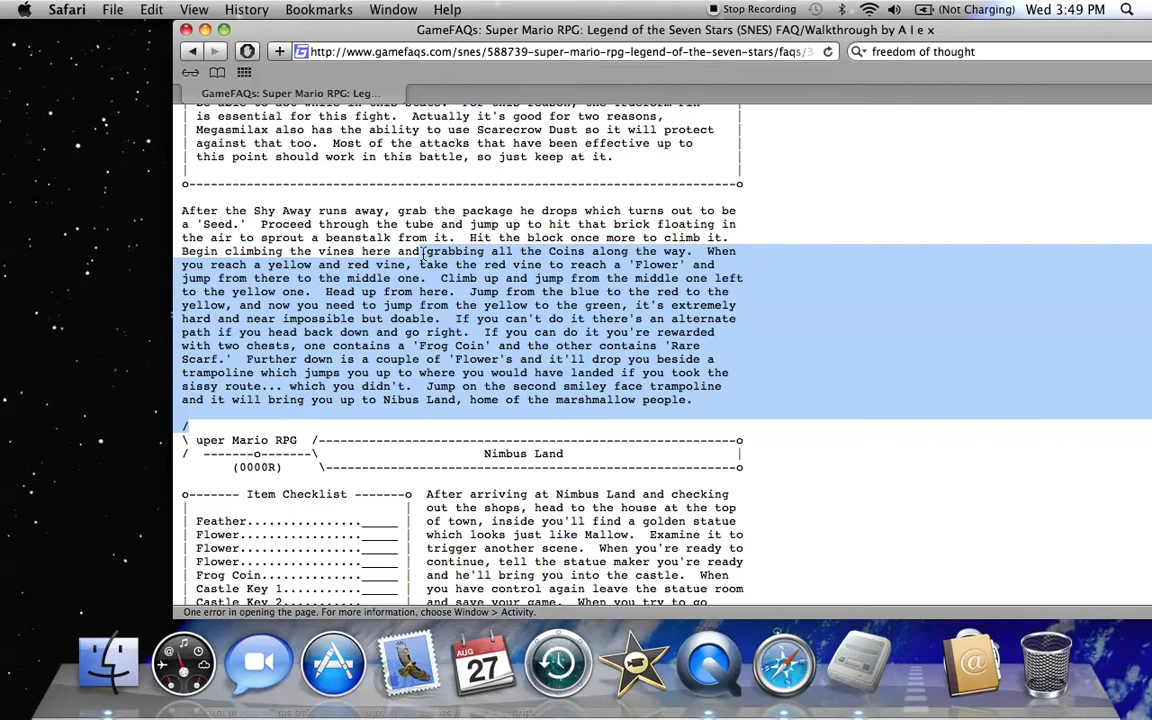 Safari File Edit View History Bookmarks Window Help Stop Recording (Not Charging) Wed 3:49 PM
GameFAQs: Super Mario RPG: Legend of the Seven Stars (SNES) FAQ/Walkthrough by A l e x
http://www.gamefaqs.com/snes/588739-super-mario-rpg-legend-of-the-seven-stars/faqs/3 freedom of thought
GameFAQs: Super Mario RPG: Leg...
is essential for this fight. Actually it's good for two reasons,
Megasmilax also has the ability to use Scarecrow Dust so it will protect
against that too. Most of the attacks that have been effective up to
this point should work in this battle, so just keep at it.
After the Shy Away runs away, grab the package he drops which turns out to be
a 'Seed.' Proceed through the tube and jump up to hit that brick floating in
the air to sprout a beanstalk from it. Hit the block once more to climb it.
Begin climbing the vines here and grabbing all the Coins along the way. When
you reach a yellow and red vine, take the red vine to reach a 'Flower' and
jump from there to the middle one. Climb up and jump from the middle one left
to the yellow one. Head up from here. Jump from the blue to the red to the
yellow, and now you need to jump from the yellow to the green, it's extremely
hard and near impossible but doable. If you can't do it there's an alternate
path if you head back down and go right. If you can do it you're rewarded
with two chests, one contains a 'Frog Coin' and the other contains 'Rare
Scarf.' Further down is a couple of 'Flower's and it'll drop you beside a
trampoline which jumps you up to where you would have landed if you took the
sissy route... which you didn't. Jump on the second smiley face trampoline
and it will bring you up to Nibus Land, home of the marshmallow people.
/
\ uper Mario RPG /------------------------------------------------------------o
/ -------o-------\ Nimbus Land |
(0000R) \----------------------------------------------------------o
o------- Item Checklist -------o After arriving at Nimbus Land and checking
out the shops, head to the house at the top
Feather................_____ of town, inside you'll find a golden statue
Flower................._____ which looks just like Mallow. Examine it to
Flower................._____ trigger another scene. When you're ready to
Flower................._____ continue, tell the statue maker you're ready
Frog Coin.............._____ and he'll bring you into the castle. When
Castle Key 1..........._____ you have control again leave the statue room
Castle Key 2..........._____ and save your game. When you try to go
One error in opening the page. For more information, choose Window > Activity.
AUG
27